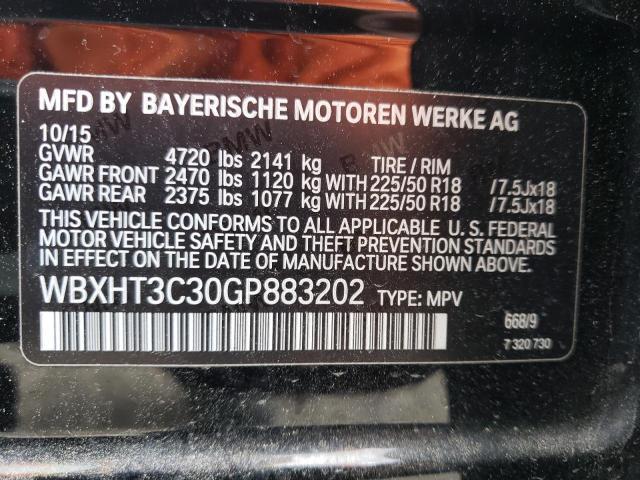 MFD BY BAYERISCHE MOTOREN WERKE AG
10/15
GVWR 4720 lbs 2141 kg TIRE / RIM
GAWR FRONT 2470 lbs 1120 kg WITH 225/50 R18 /7.5Jx18
GAWR REAR 2375 lbs 1077 kg WITH 225/50 R18 /7.5Jx18
THIS VEHICLE CONFORMS TO ALL APPLICABLE U. S. FEDERAL
MOTOR VEHICLE SAFETY AND THEFT PREVENTION STANDARDS
IN EFFECT ON THE DATE OF MANUFACTURE SHOWN ABOVE.
WBXHT3C30GP883202 TYPE: MPV
668/9
7 320 730